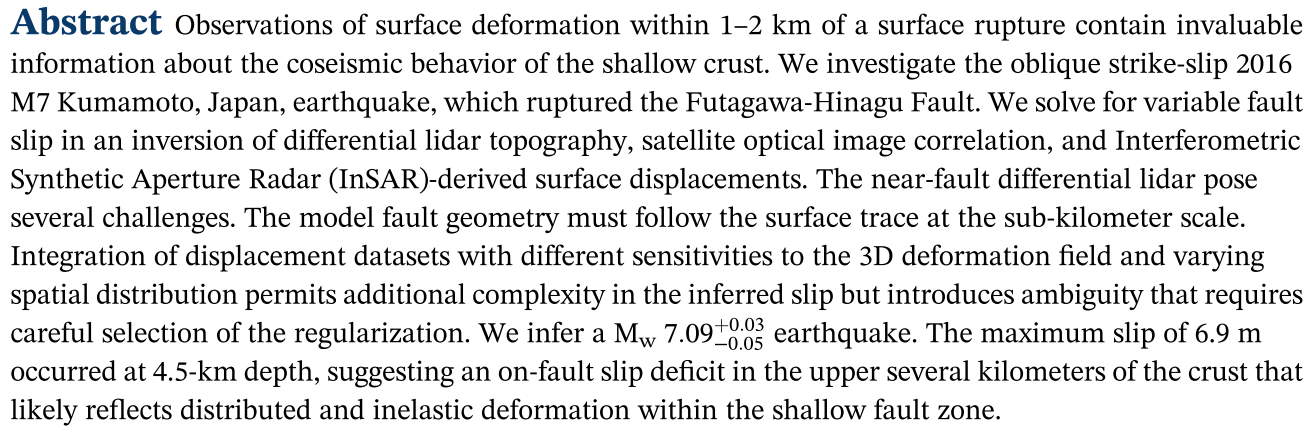 Abstract Observations of surface deformation within 1–2 km of a surface rupture contain invaluable
information about the coseismic behavior of the shallow crust. We investigate the oblique strike-slip 2016
M7 Kumamoto, Japan, earthquake, which ruptured the Futagawa-Hinagu Fault. We solve for variable fault
slip in an inversion of differential lidar topography, satellite optical image correlation, and Interferometric
Synthetic Aperture Radar (InSAR)-derived surface displacements. The near-fault differential lidar pose
several challenges. The model fault geometry must follow the surface trace at the sub-kilometer scale.
Integration of displacement datasets with different sensitivities to the 3D deformation field and varying
spatial distribution permits additional complexity in the inferred slip but introduces ambiguity that requires
careful selection of the regularization. We infer a M_w 7.09^{+0.03}_{−0.05} earthquake. The maximum slip of 6.9 m
occurred at 4.5-km depth, suggesting an on-fault slip deficit in the upper several kilometers of the crust that
likely reflects distributed and inelastic deformation within the shallow fault zone.